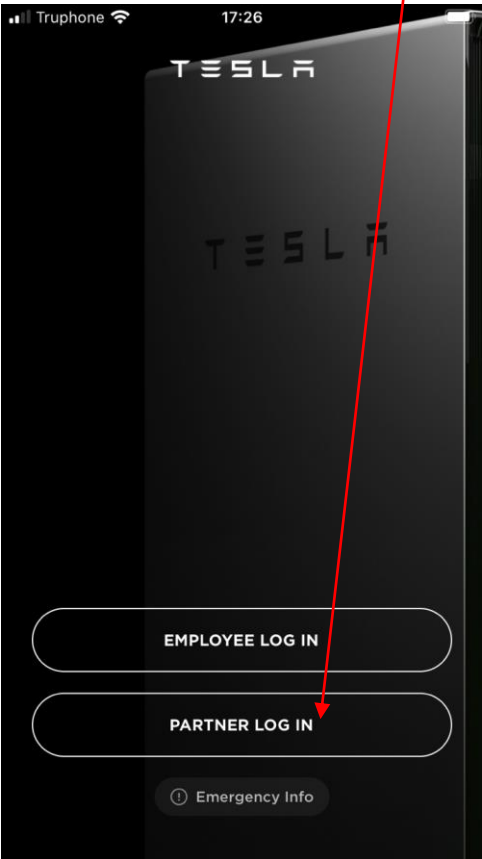 Truphone 17:26
TESLA
TESLA
EMPLOYEE LOG IN
PARTNER LOG IN
Emergency Info